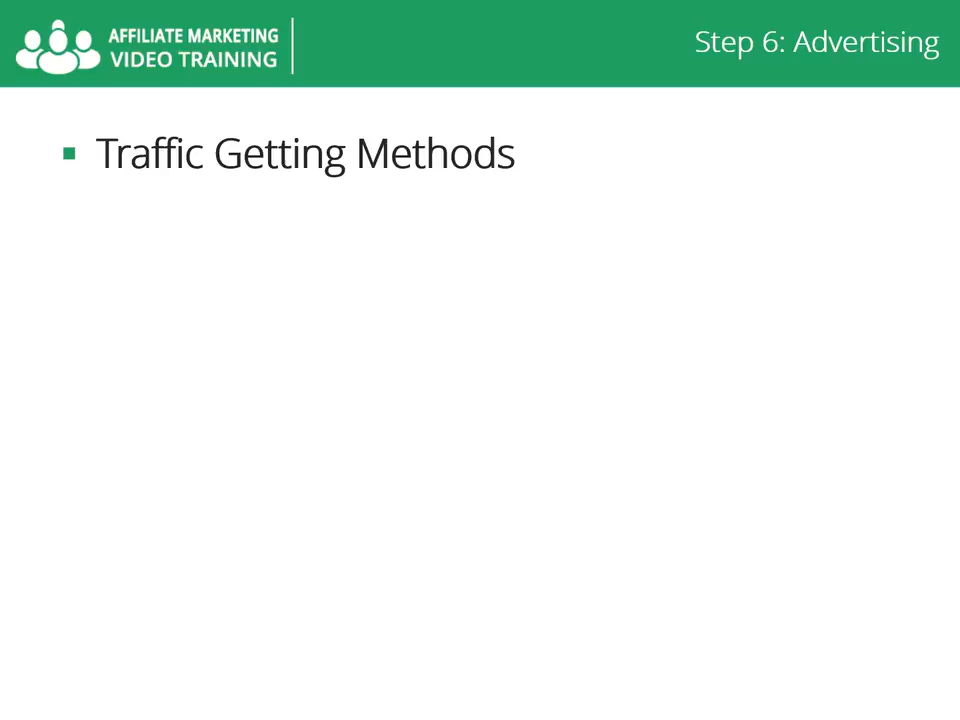 AFFILIATE MARKETING
VIDEO TRAINING
Step 6: Advertising
Traffic Getting Methods